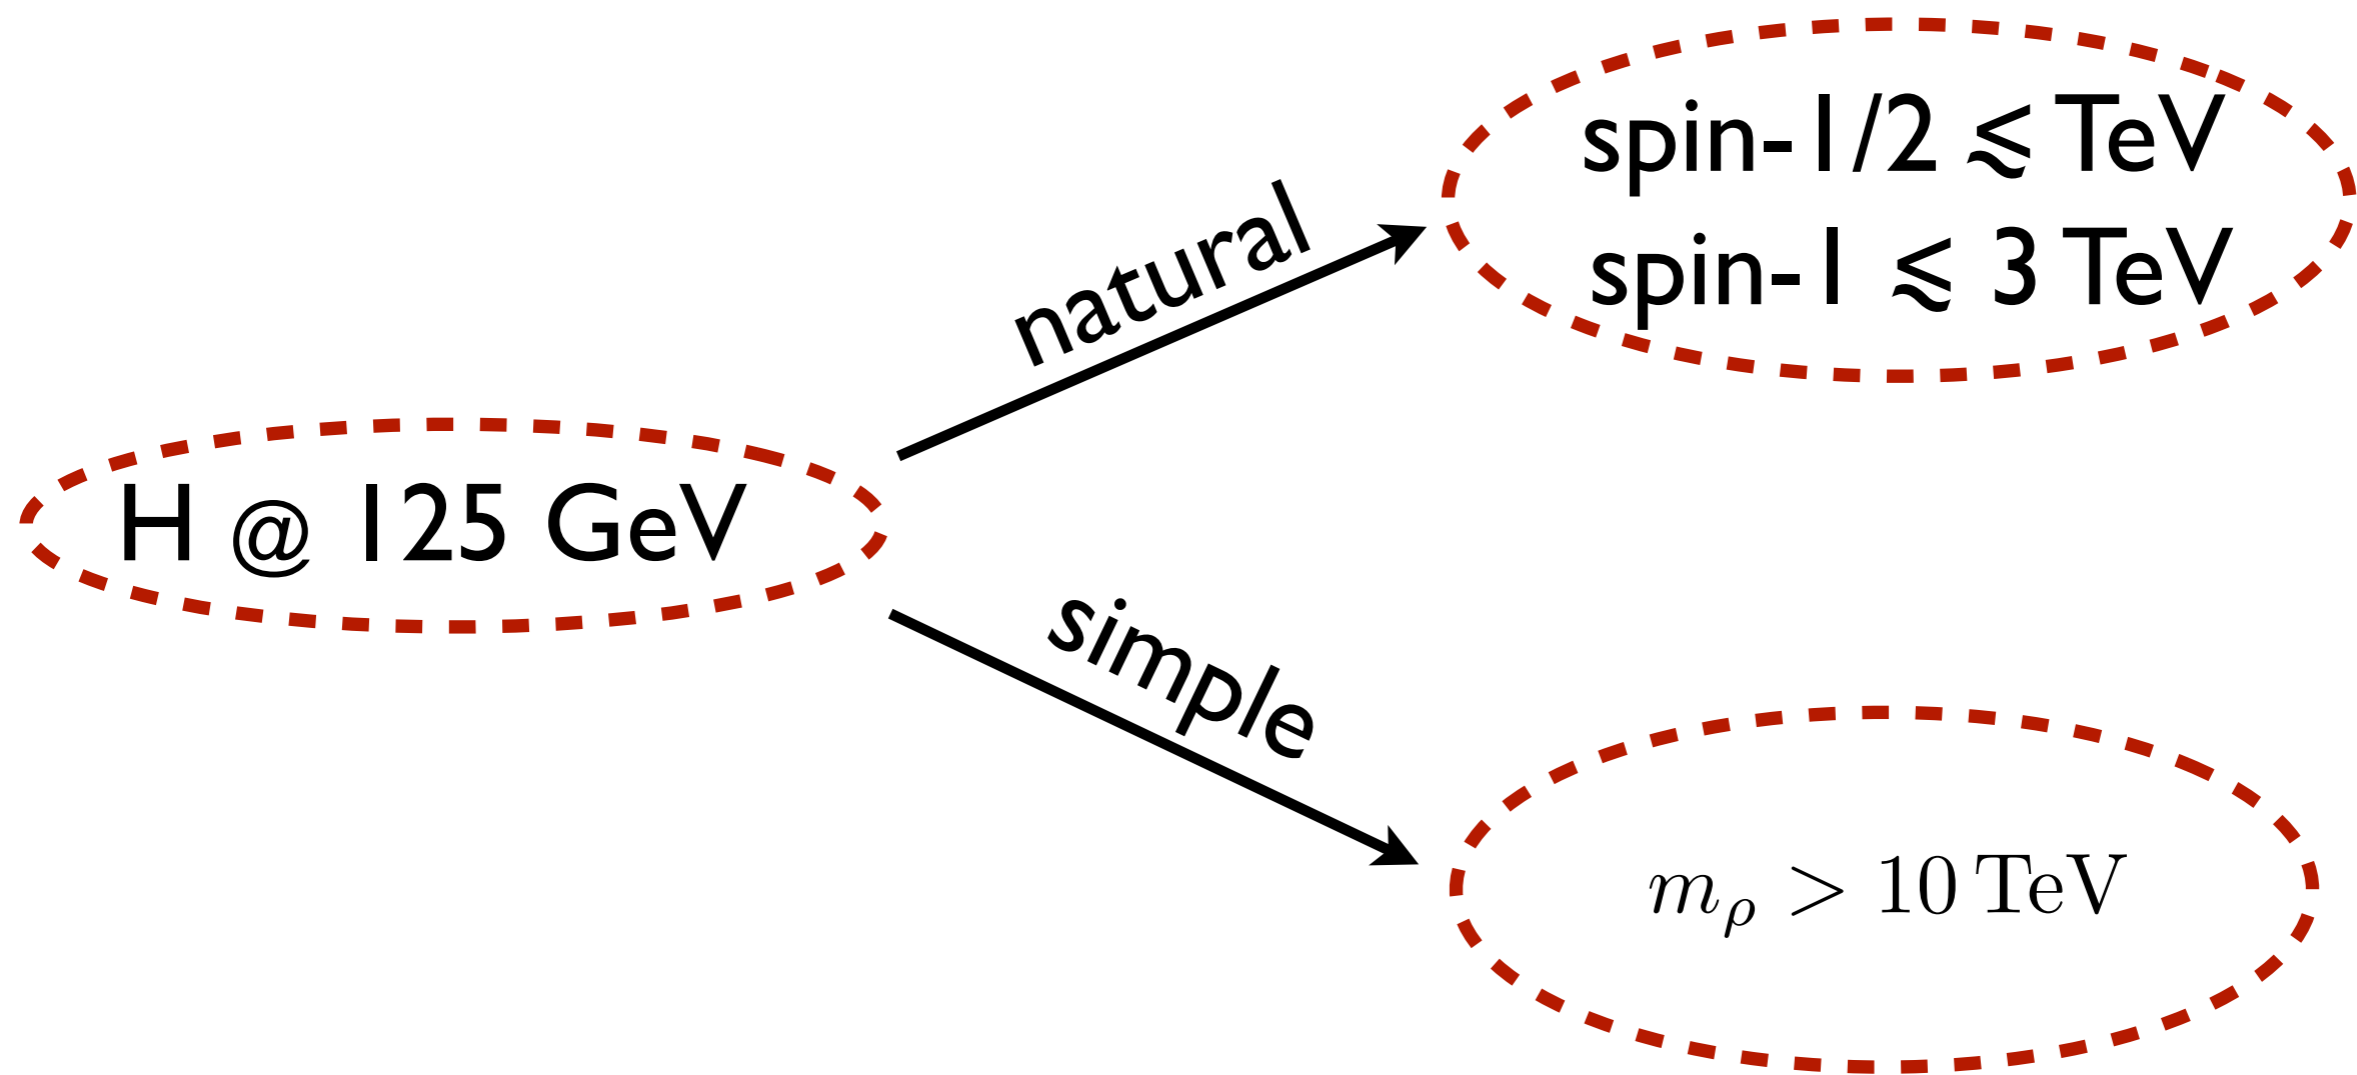 spin-1/2 ≲ TeV
spin-1 ≲ 3 TeV
natural
H @ 125 GeV
simple
m_ρ > 10 TeV